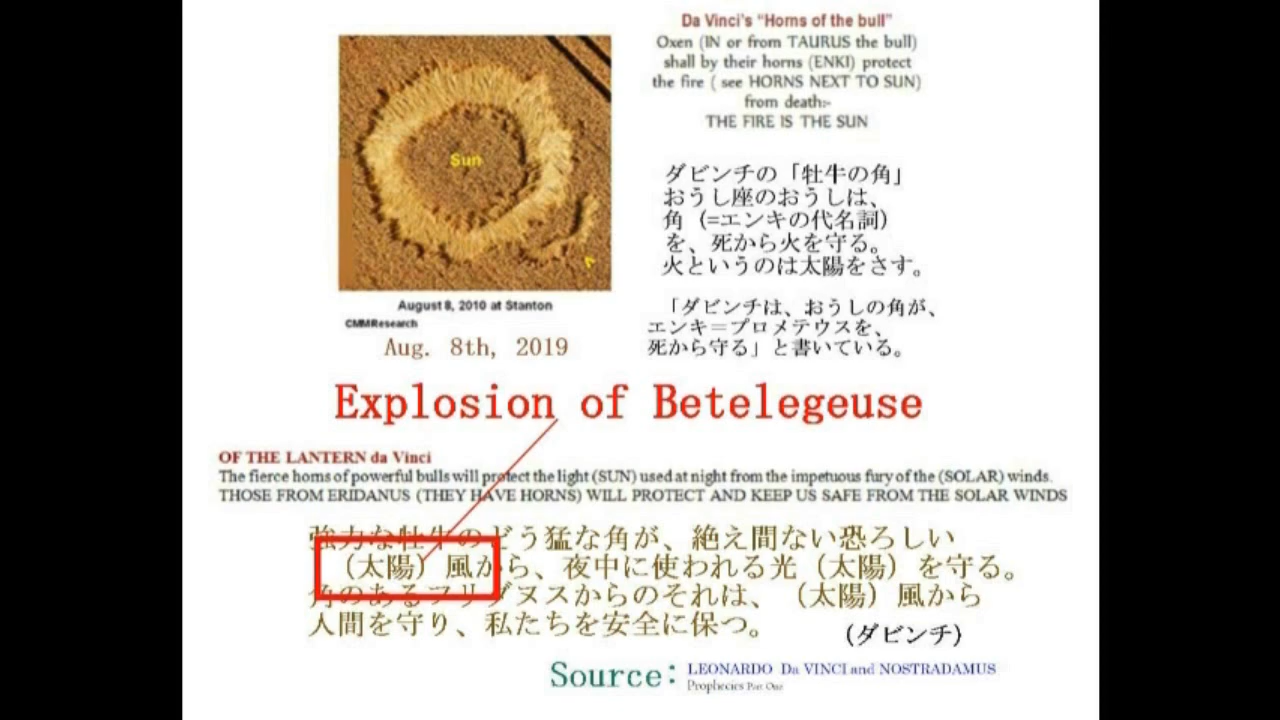 Da Vinci's "Horns of the bull"
Oxen (IN or from TAURUS the bull)
shall by their horns (ENKI) protect
the fire ( see HORNS NEXT TO SUN)
from death:-
THE FIRE IS THE SUN
Sun
ダビンチの「牡牛の角」
おうし座のおうしは、
角（=エンキの代名詞）
を、死から火を守る。
火というのは太陽をさす。
August 8, 2010 at Stanton
CMMResearch
Aug. 8th, 2019
「ダビンチは、おうしの角が、
エンキ＝プロメテウスを、
死から守る」と書いている。
Explosion of Betelegeuse
OF THE LANTERN da Vinci
The fierce horns of powerful bulls will protect the light (SUN) used at night from the impetuous fury of the (SOLAR) winds.
THOSE FROM ERIDANUS (THEY HAVE HORNS) WILL PROTECT AND KEEP US SAFE FROM THE SOLAR WINDS
強力な牡牛のどう猛な角が、絶え間ない恐ろしい
（太陽）風から、夜中に使われる光（太陽）を守る。
角のあるフリダヌスからのそれは、（太陽）風から
人間を守り、私たちを安全に保つ。
(ダビンチ)
Source: LEONARDO Da VINCI and NOSTRADAMUS
Prophecies Part One